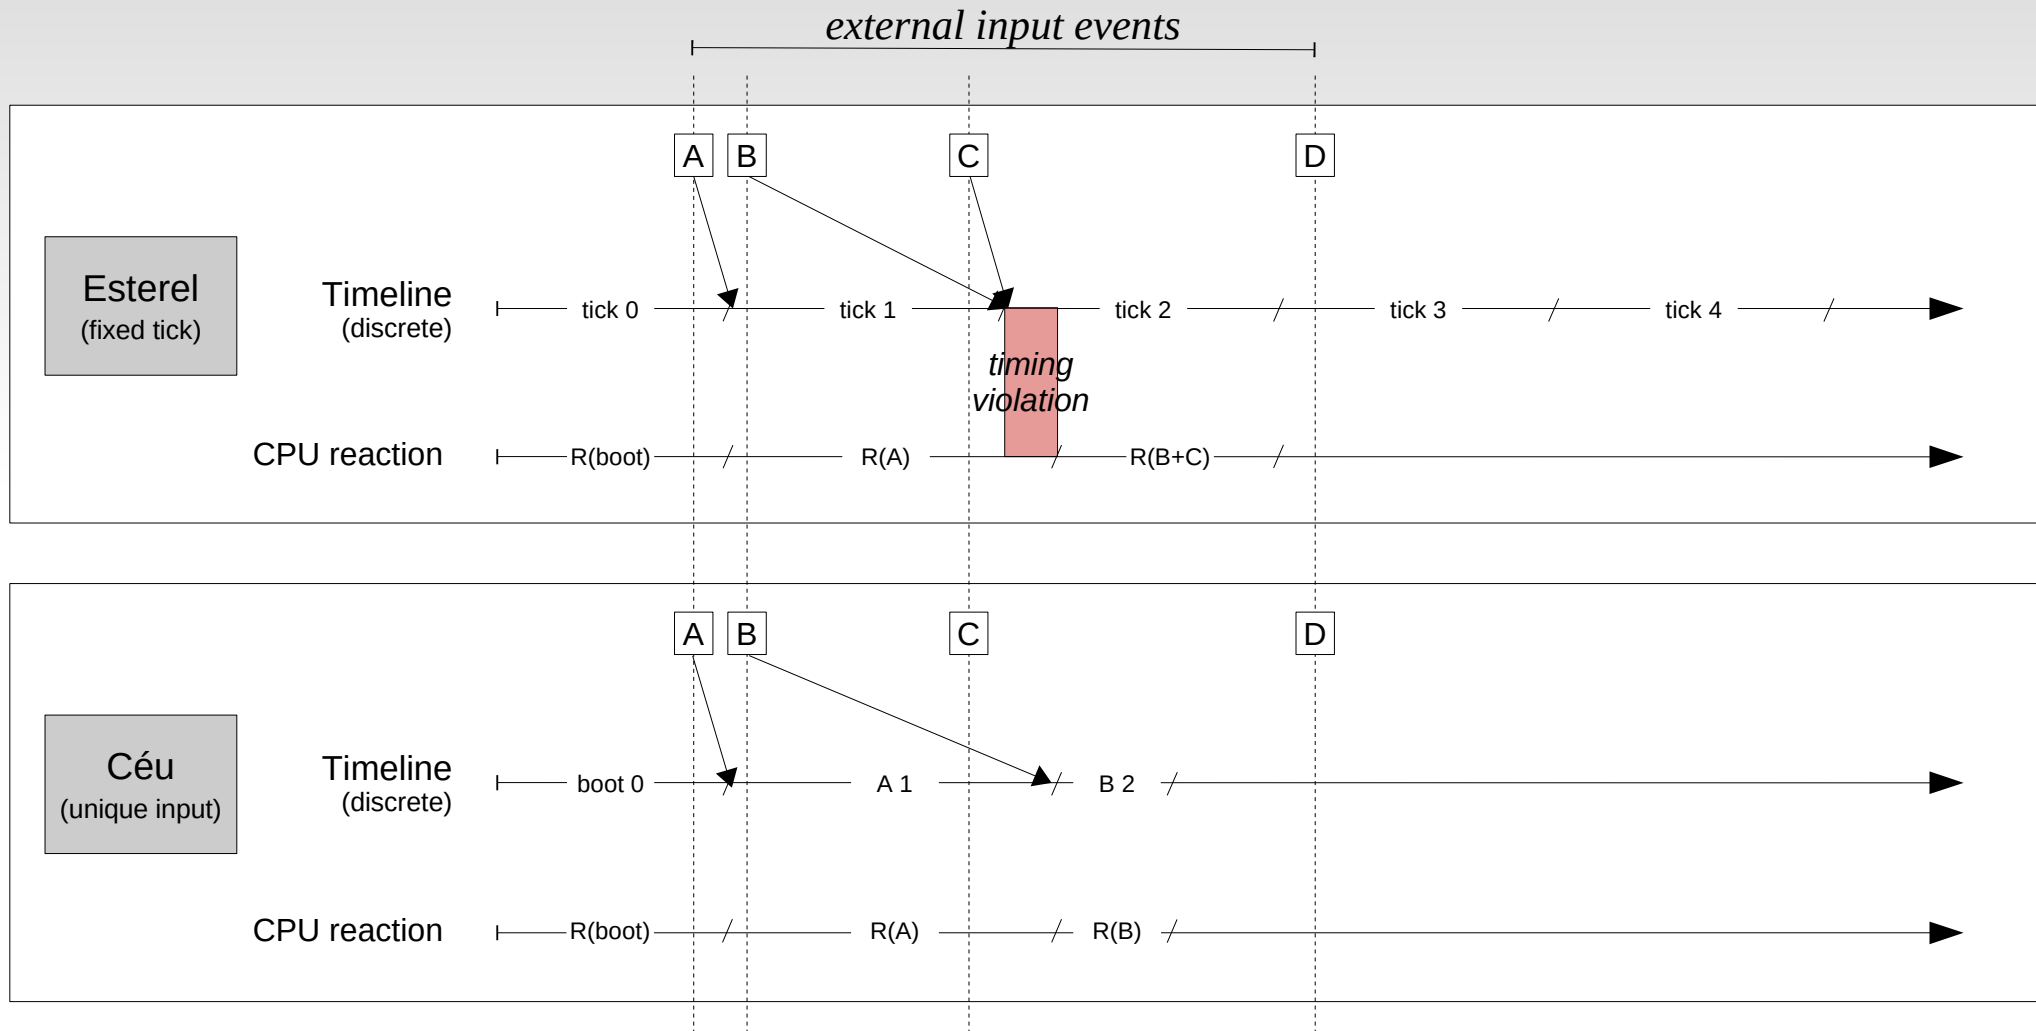 external input events
A B C D
Esterel
(fixed tick)
Timeline
(discrete)
tick 0 tick 1 tick 2 tick 3 tick 4
timing
violation
CPU reaction
R(boot) R(A) R(B+C)
A B C D
Céu
(unique input)
Timeline
(discrete)
boot 0 A 1 B 2
CPU reaction
R(boot) R(A) R(B)